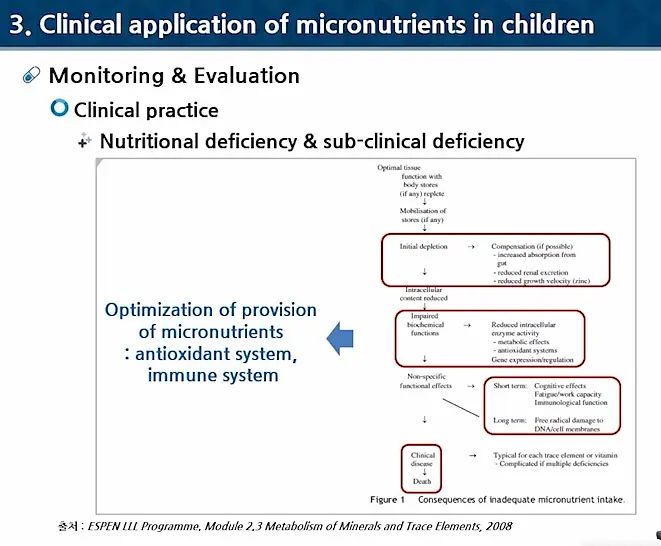 3. Clinical application of micronutrients in children
Monitoring & Evaluation
Clinical practice
Nutritional deficiency & sub-clinical deficiency
Optimal tissue
function with
body stores
(if any) replete
↓
Mobilisation of
stores (if any)
↓
Initial depletion → Compensation (if possible)
- increased absorption from
gut
- reduced renal excretion
↓ - reduced growth velocity (zinc)
Intracellular
content reduced
↓
Impaired
biochemical
functions → Reduced intracellular
enzyme activity
- metabolic effects
- antioxidant systems
↓ Gene expression/regulation
Optimization of provision
of micronutrients
: antioxidant system,
immune system
Non-specific
functional effects → Short term: Cognitive effects
Fatigue/work capacity
Immunological function
↓ Long term: Free radical damage to
DNA/cell membranes
Clinical
disease → Typical for each trace element or vitamin
- Complicated if multiple deficiencies
↓
Death
Figure 1 Consequences of inadequate micronutrient intake.
출처 : ESPEN LLL Programme, Module 2.3 Metabolism of Minerals and Trace Elements, 2008